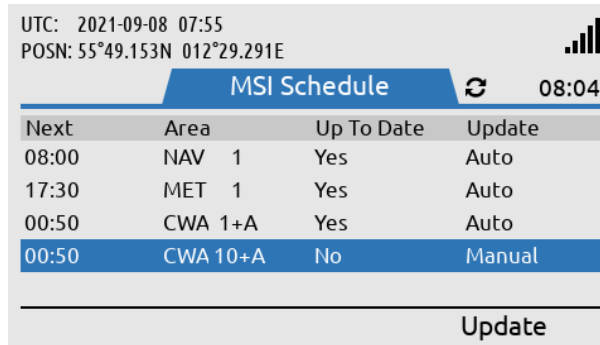 UTC: 2021-09-08 07:55
POSN: 55°49.153N 012°29.291E
MSI Schedule 08:04
Next Area Up To Date Update
08:00 NAV 1 Yes Auto
17:30 MET 1 Yes Auto
00:50 CWA 1+A Yes Auto
00:50 CWA 10+A No Manual
Update